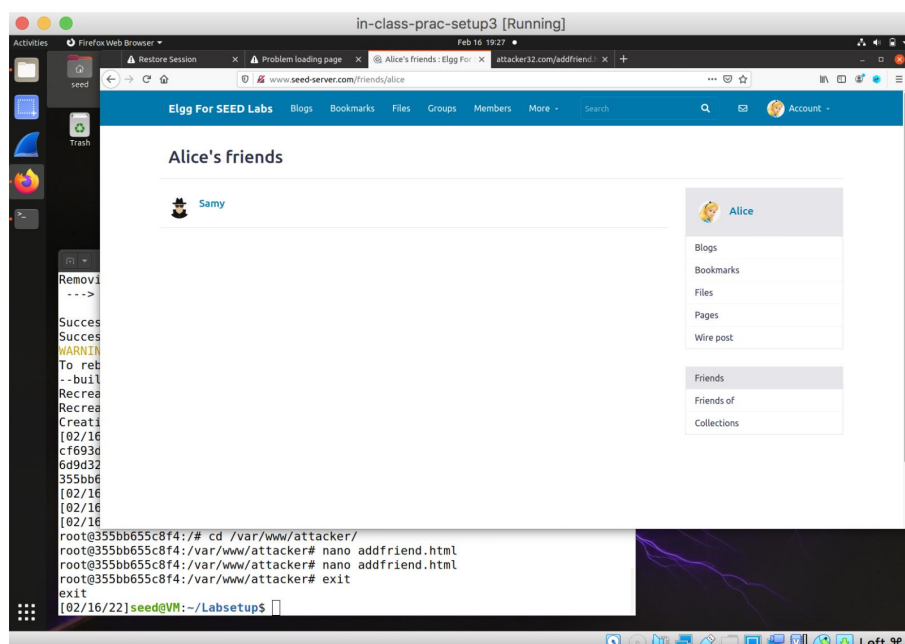 in-class-prac-setup3 [Running]
Activities Firefox Web Browser Feb 16 19:27
Restore Session Problem loading page Alice's friends : Elgg For attacker32.com/addfriend.h
seed www.seed-server.com/friends/alice
Elgg For SEED Labs Blogs Bookmarks Files Groups Members More Search Account
Trash
Alice's friends
Samy
Alice
Blogs
Bookmarks
Files
Pages
Wire post
Friends
Friends of
Collections
Removi
--->
Succes
Succes
WARNIN
To reb
--buil
Recrea
Recrea
Creati
[02/16
cf693d
6d9d32
355bb6
[02/16
[02/16
[02/16
root@355bb655c8f4:/# cd /var/www/attacker/
root@355bb655c8f4:/var/www/attacker# nano addfriend.html
root@355bb655c8f4:/var/www/attacker# nano addfriend.html
root@355bb655c8f4:/var/www/attacker# exit
exit
[02/16/22]seed@VM:~/Labsetup$
Left ⌘